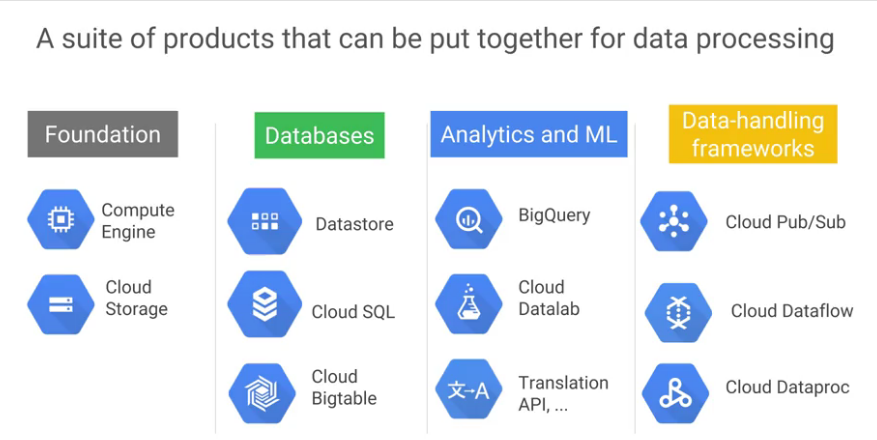 A suite of products that can be put together for data processing
Foundation
Compute
Engine
Cloud
Storage
Databases
Datastore
Cloud SQL
Cloud
Bigtable
Analytics and ML
BigQuery
Cloud
Datalab
文→A
Translation
API, ...
Data-handling
frameworks
Cloud Pub/Sub
Cloud Dataflow
Cloud Dataproc